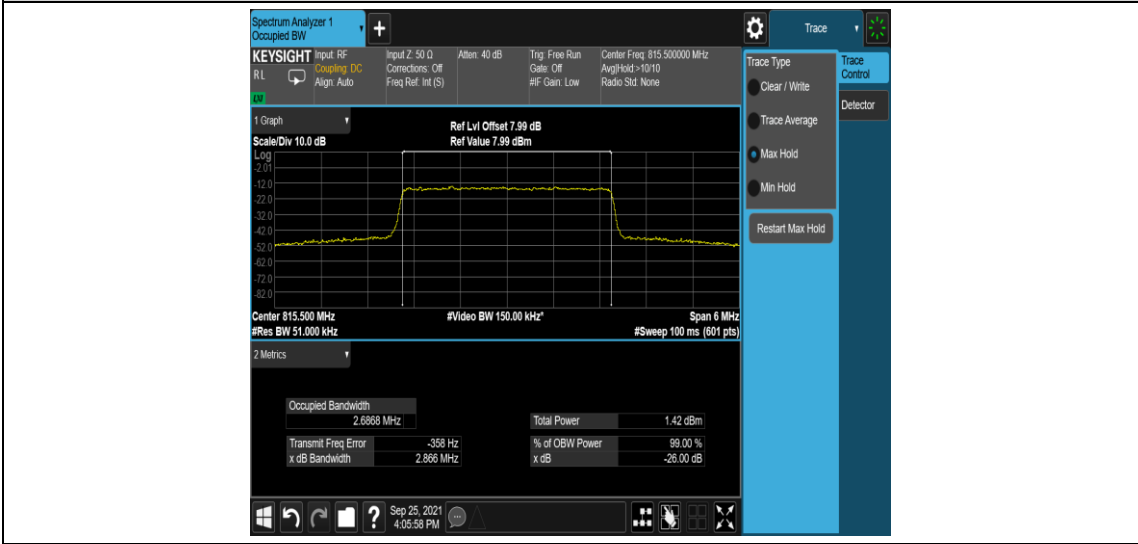 Spectrum Analyzer 1
Occupied BW
+
Trace
KEYSIGHT
RL
LXI
Input: RF
Coupling: DC
Align: Auto
Input Z: 50 Ω
Corrections: Off
Freq Ref: Int (S)
Atten: 40 dB
Trig: Free Run
Gate: Off
#IF Gain: Low
Center Freq: 815.500000 MHz
Avg|Hold:>10/10
Radio Std: None
Trace Type
Clear / Write
Trace Average
Max Hold
Min Hold
Restart Max Hold
Trace
Control
Detector
1 Graph
Scale/Div 10.0 dB
Ref Lvl Offset 7.99 dB
Ref Value 7.99 dBm
Log
-2.01
-12.0
-22.0
-32.0
-42.0
-52.0
-62.0
-72.0
-82.0
Center 815.500 MHz
#Video BW 150.00 kHz*
Span 6 MHz
#Res BW 51.000 kHz
#Sweep 100 ms (601 pts)
2 Metrics
Occupied Bandwidth
2.6868 MHz
Total Power 1.42 dBm
Transmit Freq Error -358 Hz
% of OBW Power 99.00 %
x dB Bandwidth 2.866 MHz
x dB -26.00 dB
?
Sep 25, 2021
4:05:58 PM